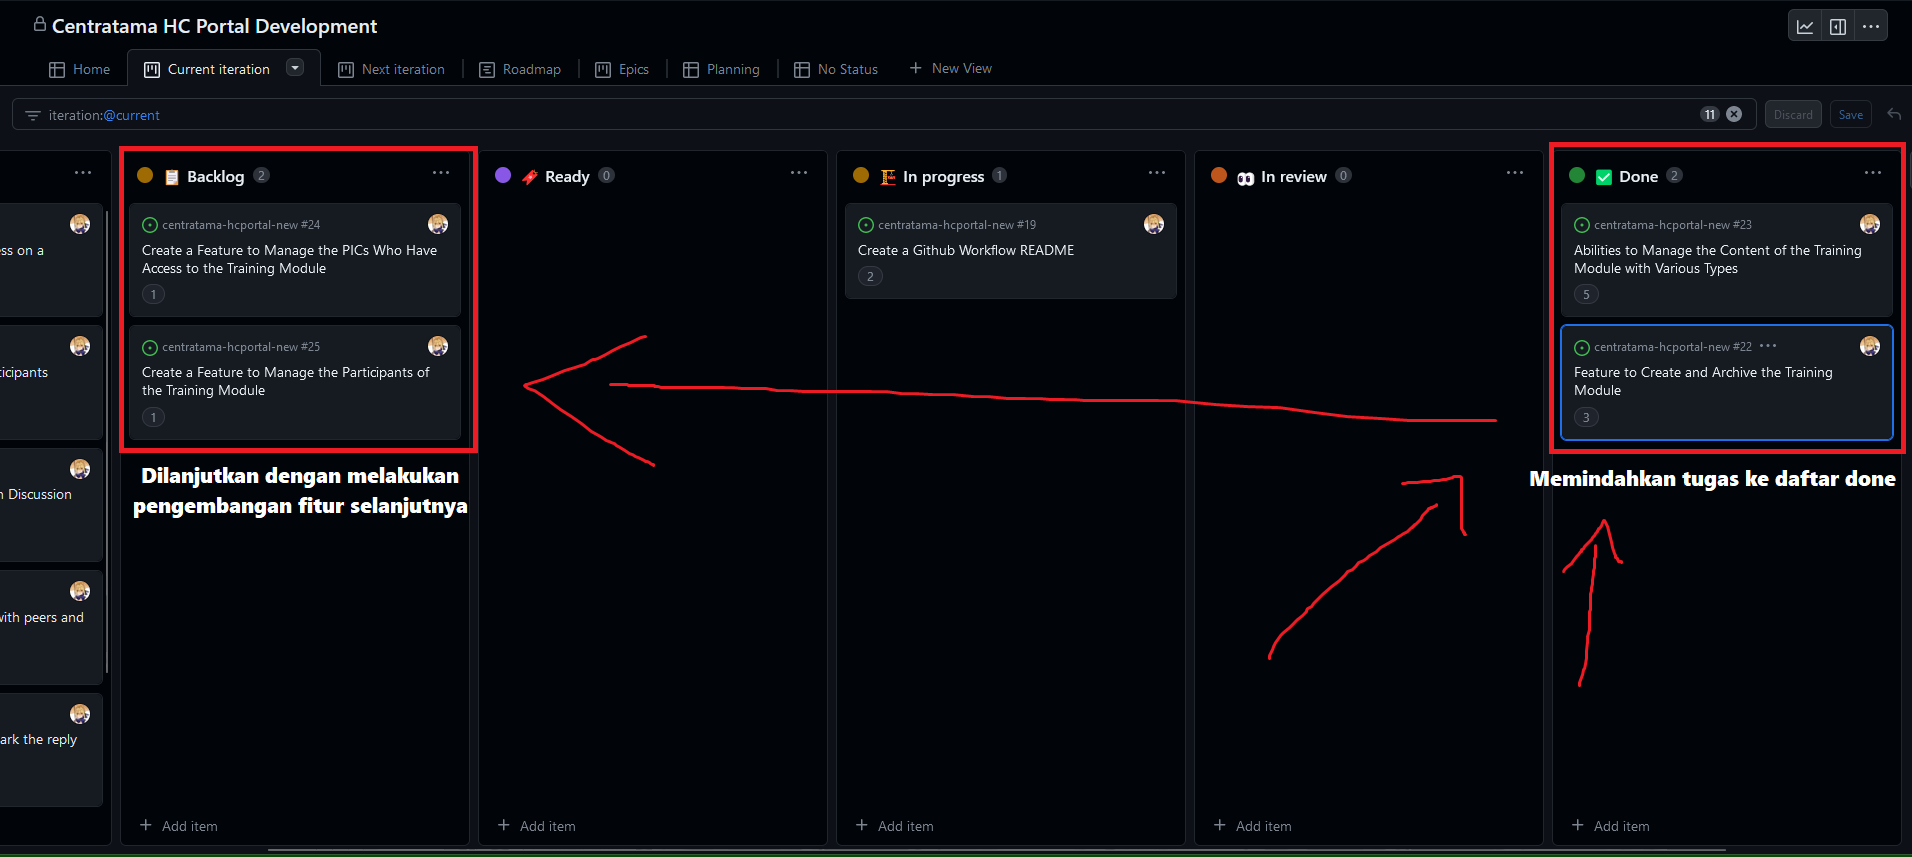 Centratama HC Portal Development
Home
Current iteration
Next iteration
Roadmap
Epics
Planning
No Status
New View
iteration:@current
11
Discard
Save
ss on a
icipants
n Discussion
with peers and
ark the reply
Backlog 2
centratama-hcportal-new #24
Create a Feature to Manage the PICs Who Have
Access to the Training Module
1
centratama-hcportal-new #25
Create a Feature to Manage the Participants of
the Training Module
1
Dilanjutkan dengan melakukan
pengembangan fitur selanjutnya
Add item
Ready 0
Add item
In progress 1
centratama-hcportal-new #19
Create a Github Workflow README
2
Add item
In review 0
Add item
Done 2
centratama-hcportal-new #23
Abilities to Manage the Content of the Training
Module with Various Types
5
centratama-hcportal-new #22
Feature to Create and Archive the Training
Module
3
Memindahkan tugas ke daftar done
Add item